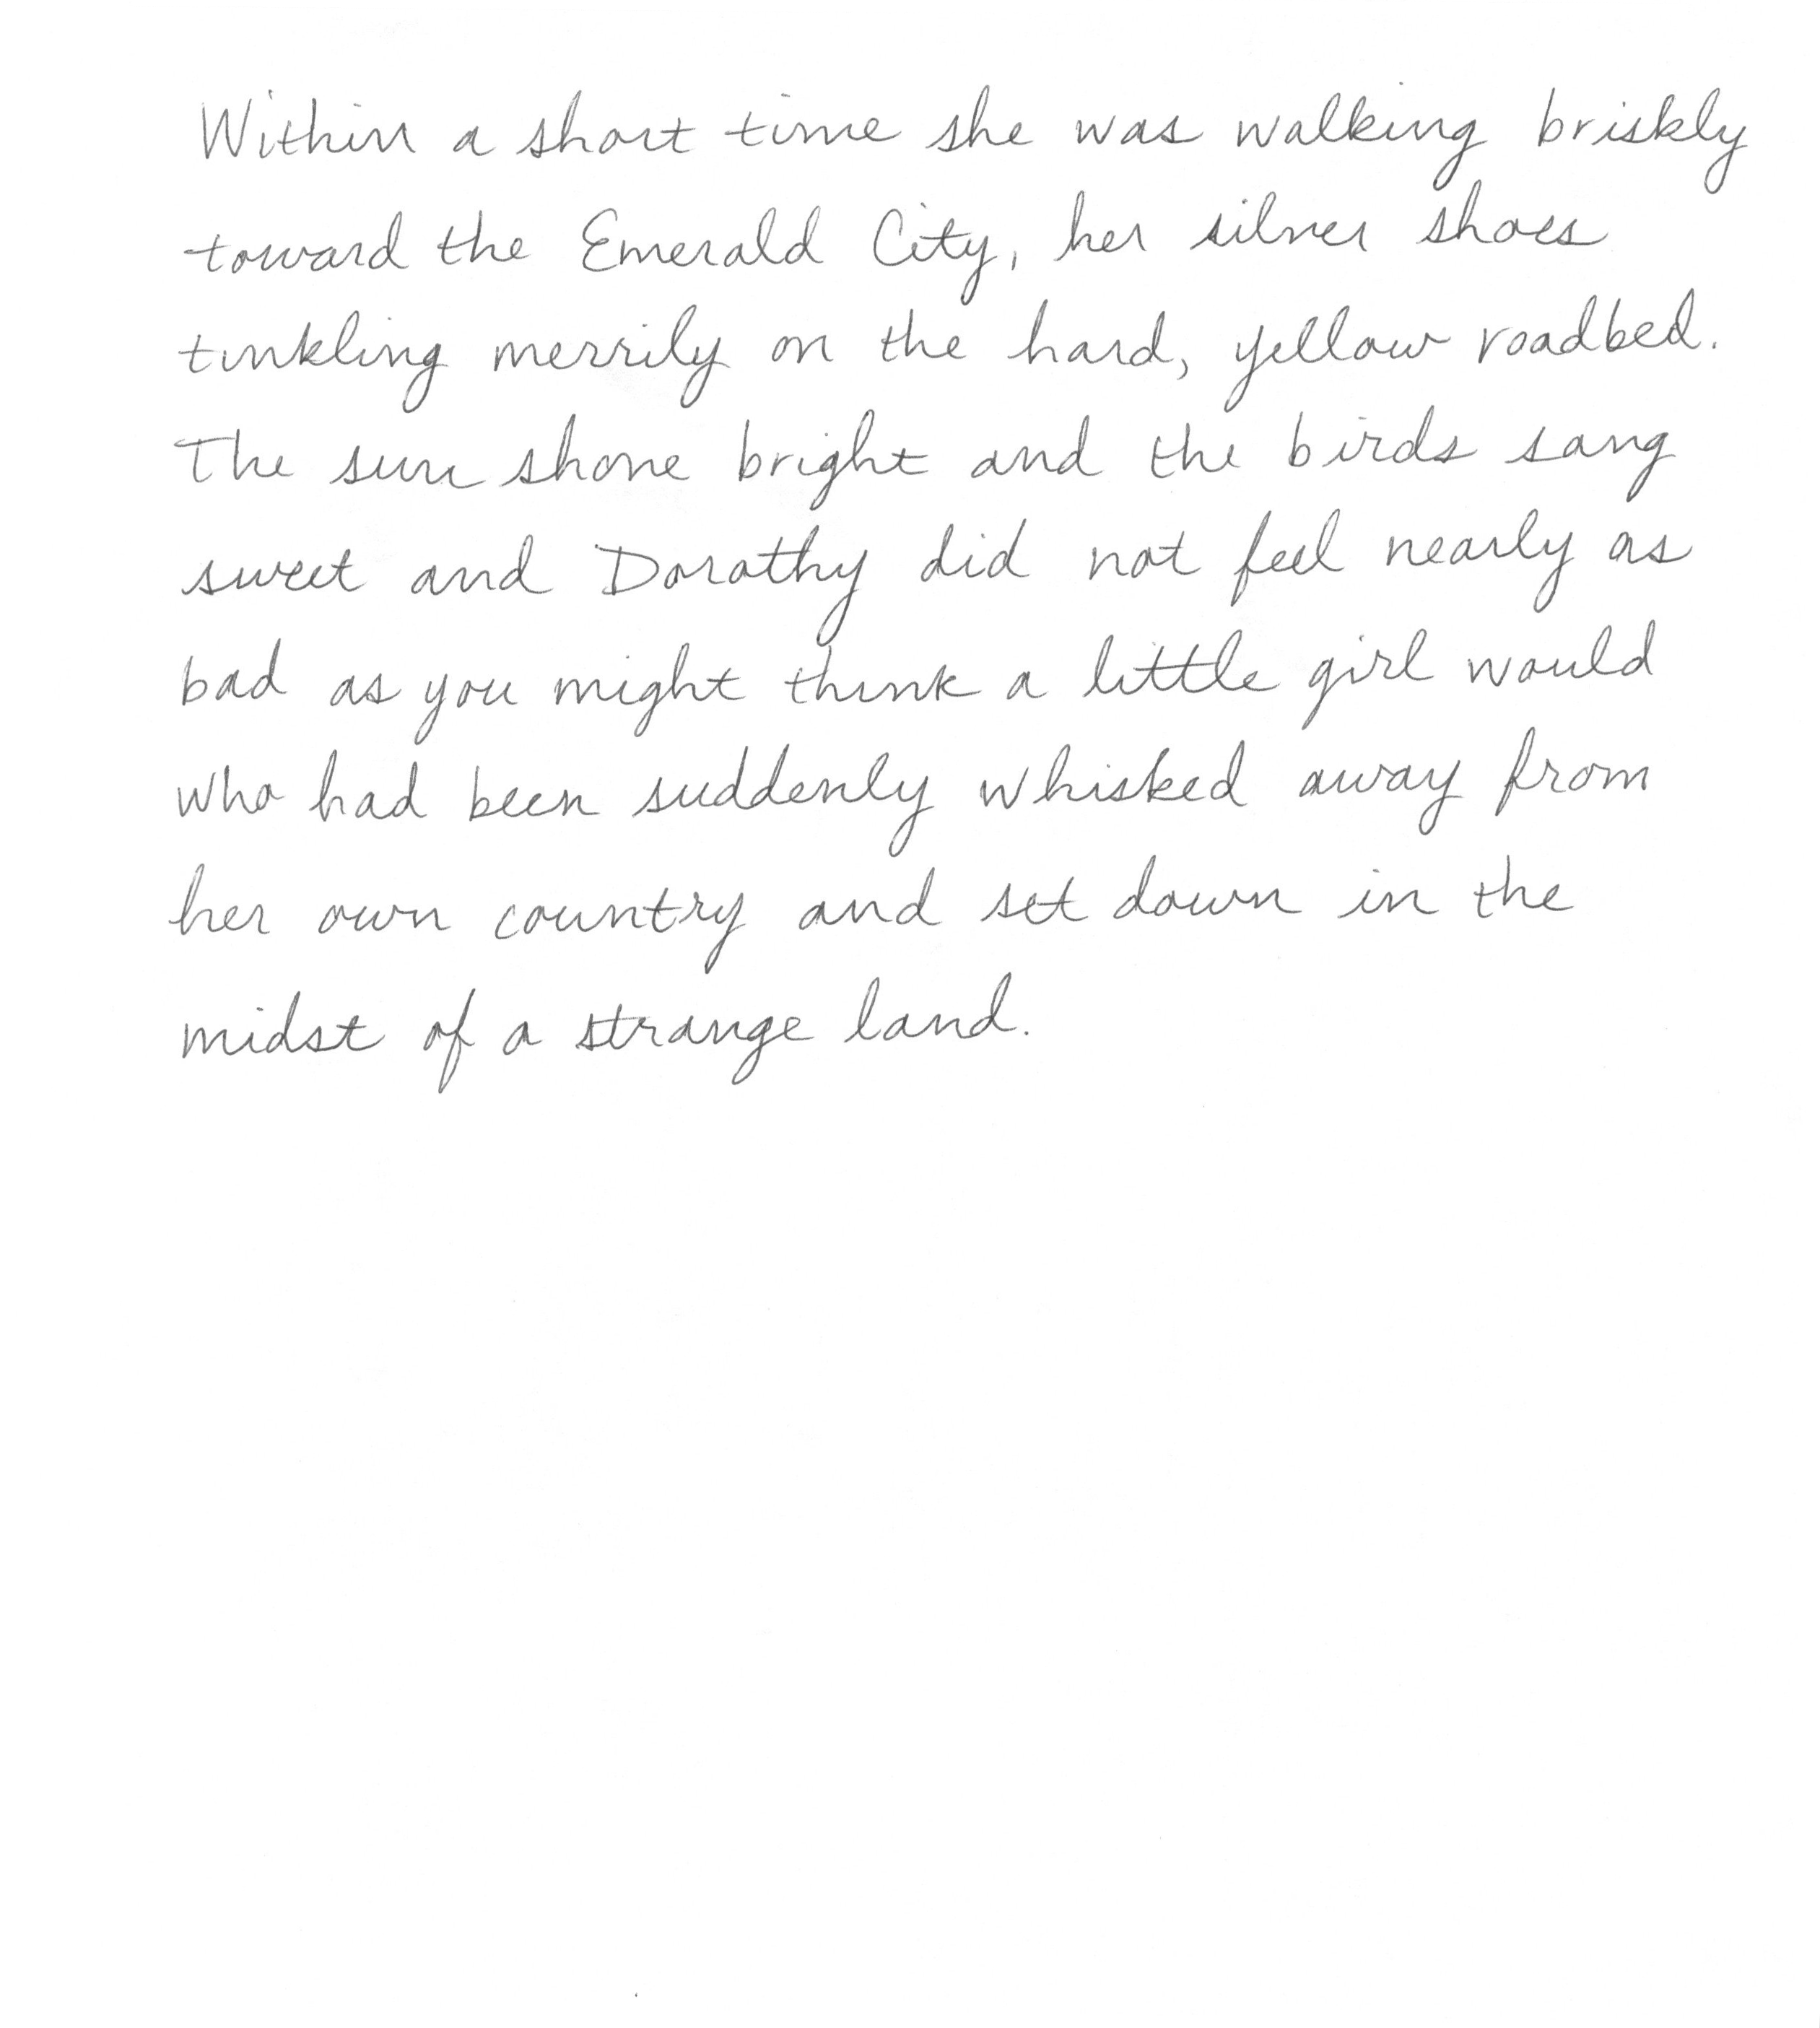 Within a short time she was walking briskly
toward the Emerald City, her silver shoes
tinkling merrily on the hard, yellow roadbed.
The sun shone bright and the birds sang
sweet and Dorothy did not feel nearly as
bad as you might think a little girl would
who had been suddenly whisked away from
her own country and set down in the
midst of a strange land.